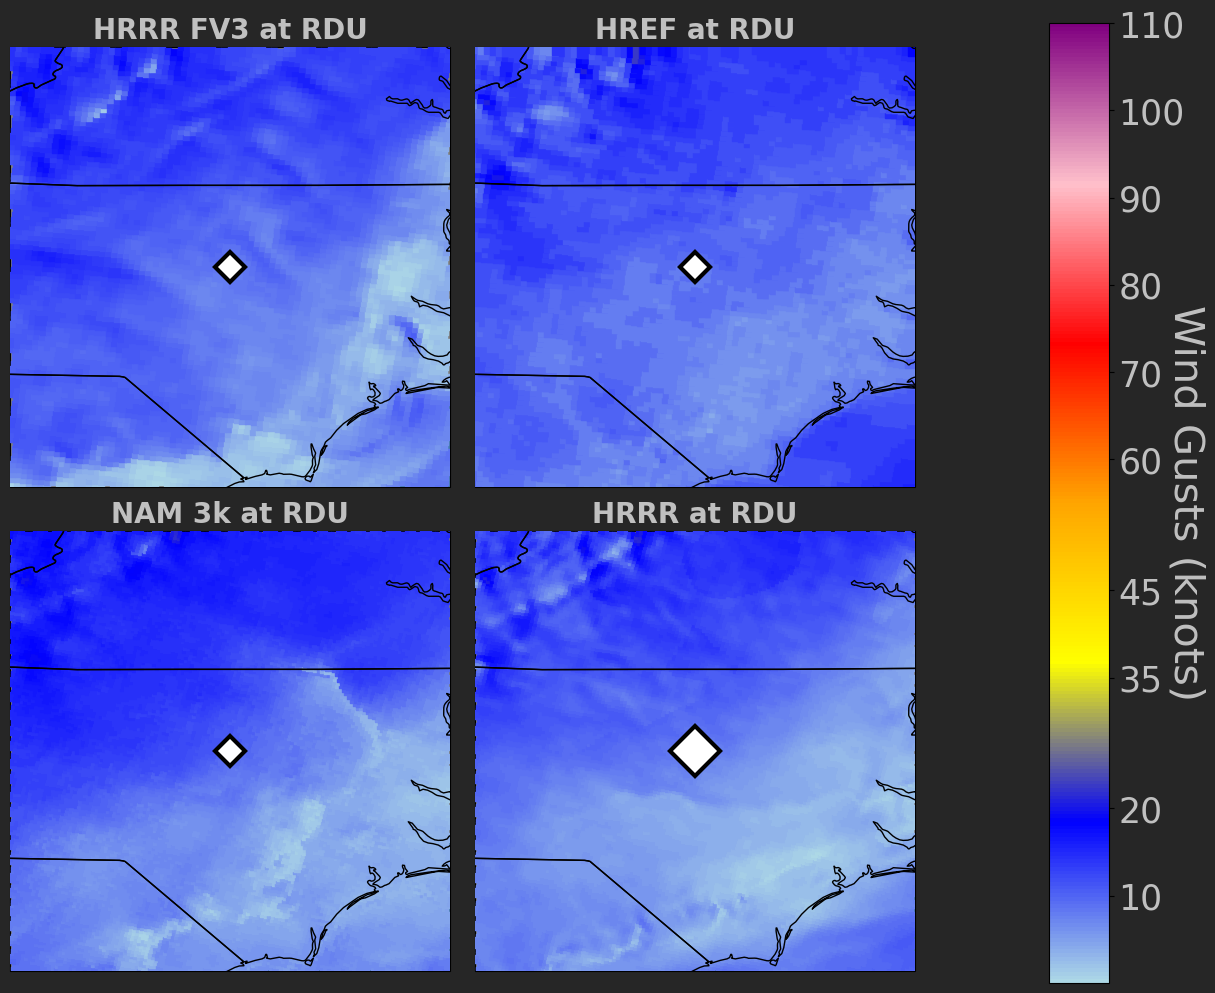 HRRR FV3 at RDU
HREF at RDU
NAM 3k at RDU
HRRR at RDU
110
100
90
80
70
60
45
35
20
10
Wind Gusts (knots)